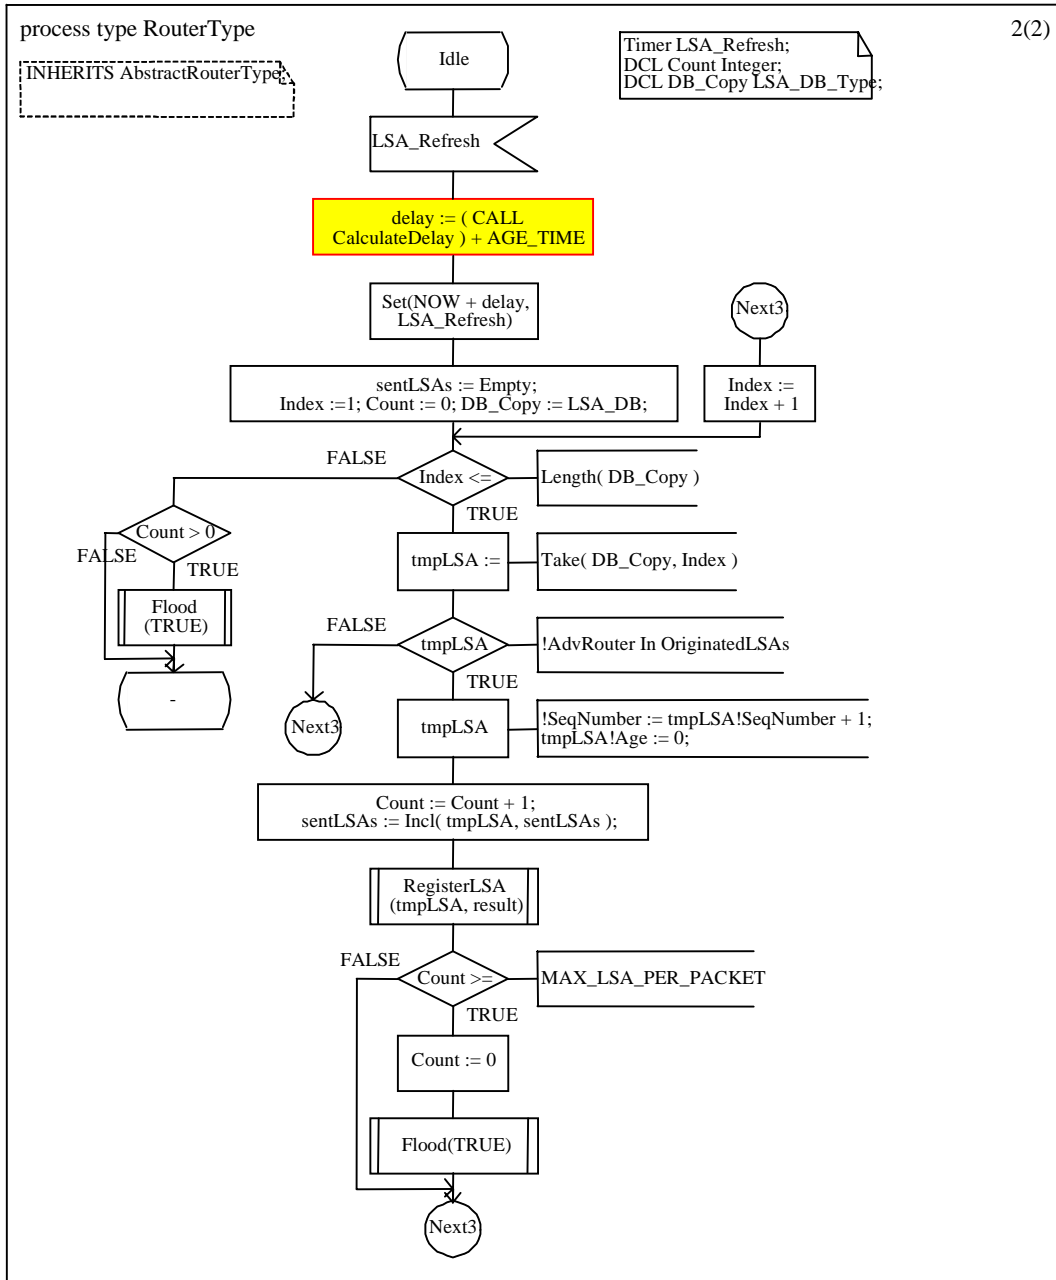 process type RouterType
2(2)
INHERITS AbstractRouterType;
Timer LSA_Refresh;
DCL Count Integer;
DCL DB_Copy LSA_DB_Type;
Idle
LSA_Refresh
delay := ( CALL
CalculateDelay ) + AGE_TIME
Set(NOW + delay,
LSA_Refresh)
Next3
sentLSAs := Empty;
Index :=1; Count := 0; DB_Copy := LSA_DB;
Index :=
Index + 1
FALSE
Index <=
Length( DB_Copy )
TRUE
Count > 0
FALSE
TRUE
tmpLSA :=
Take( DB_Copy, Index )
Flood
(TRUE)
FALSE
tmpLSA
!AdvRouter In OriginatedLSAs
TRUE
-
Next3
tmpLSA
!SeqNumber := tmpLSA!SeqNumber + 1;
tmpLSA!Age := 0;
Count := Count + 1;
sentLSAs := Incl( tmpLSA, sentLSAs );
RegisterLSA
(tmpLSA, result)
FALSE
Count >=
MAX_LSA_PER_PACKET
TRUE
Count := 0
Flood(TRUE)
Next3